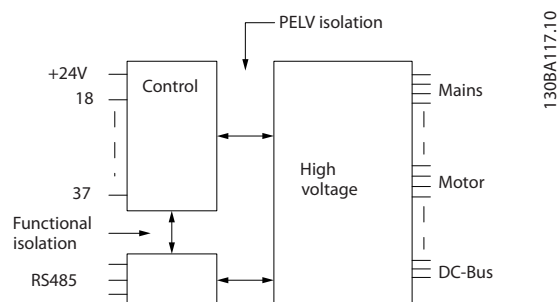 PELV isolation
130BA117.10
+24V
Control
18
Mains
High
voltage
37
Motor
Functional
isolation
RS485
DC-Bus